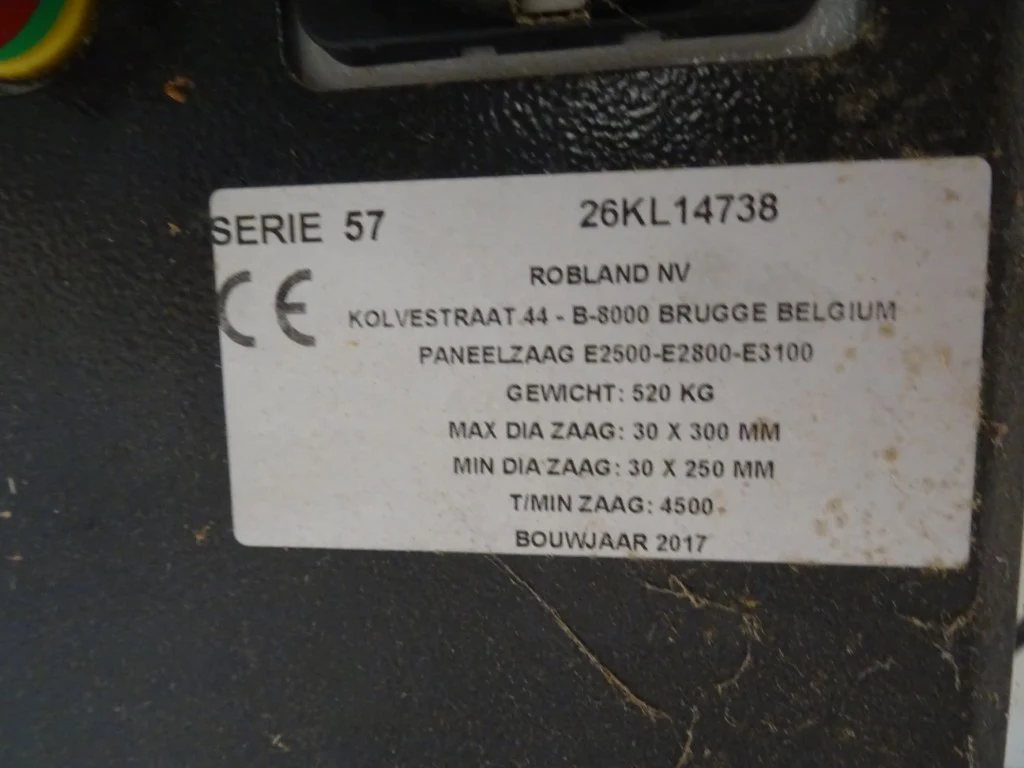 SERIE 57 26KL14738
CE
ROBLAND NV
KOLVESTRAAT 44 - B-8000 BRUGGE BELGIUM
PANEELZAAG E2500-E2800-E3100
GEWICHT: 520 KG
MAX DIA ZAAG: 30 X 300 MM
MIN DIA ZAAG: 30 X 250 MM
T/MIN ZAAG: 4500
BOUWJAAR 2017